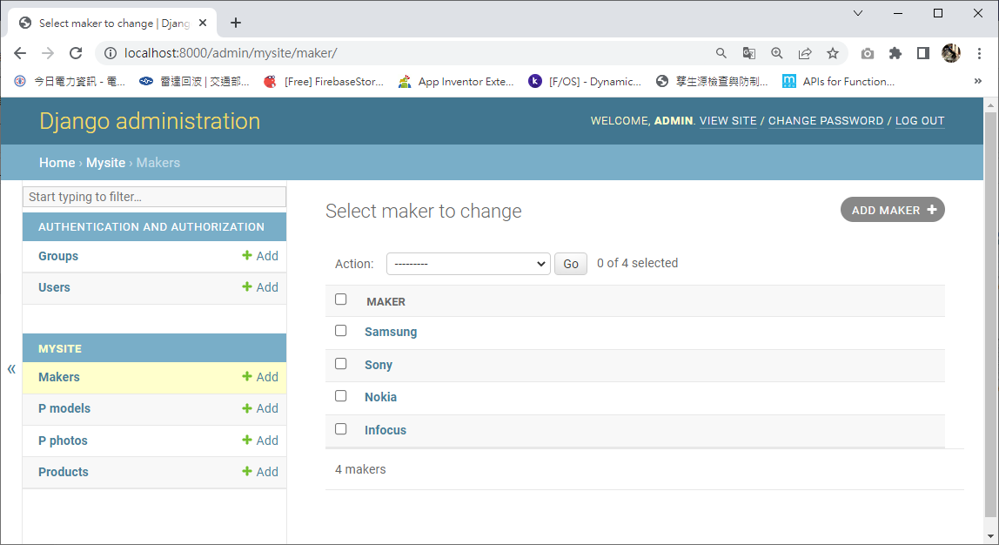 Select maker to change | Djang
localhost:8000/admin/mysite/maker/
今日電力資訊 - 電... 雷達回波 | 交通部... [Free] FirebaseStor... App Inventor Exte... k [F/OS] - Dynamic... 孳生源檢查與防制... m APIs for Function... »
Django administration
WELCOME, ADMIN. VIEW SITE / CHANGE PASSWORD / LOG OUT
Home › Mysite › Makers
Start typing to filter...
AUTHENTICATION AND AUTHORIZATION
Groups + Add
Users + Add
MYSITE
«
Makers + Add
P models + Add
P photos + Add
Products + Add
Select maker to change
ADD MAKER +
Action: --------- Go 0 of 4 selected
MAKER
Samsung
Sony
Nokia
Infocus
4 makers